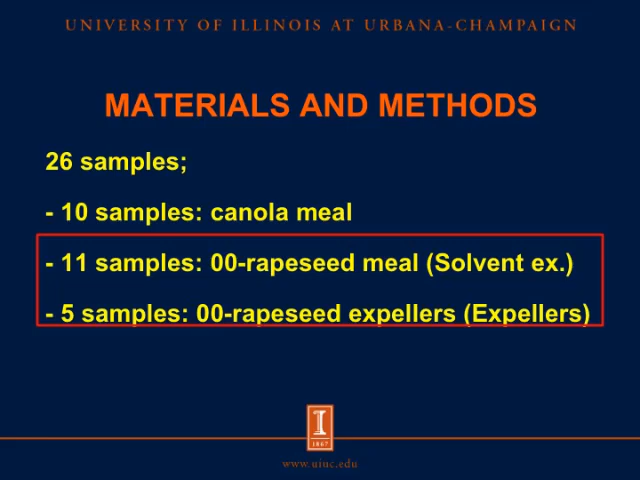 UNIVERSITY OF ILLINOIS AT URBANA-CHAMPAIGN
MATERIALS AND METHODS
26 samples;
- 10 samples: canola meal
- 11 samples: 00-rapeseed meal (Solvent ex.)
- 5 samples: 00-rapeseed expellers (Expellers)
I
1867
www.uiuc.edu